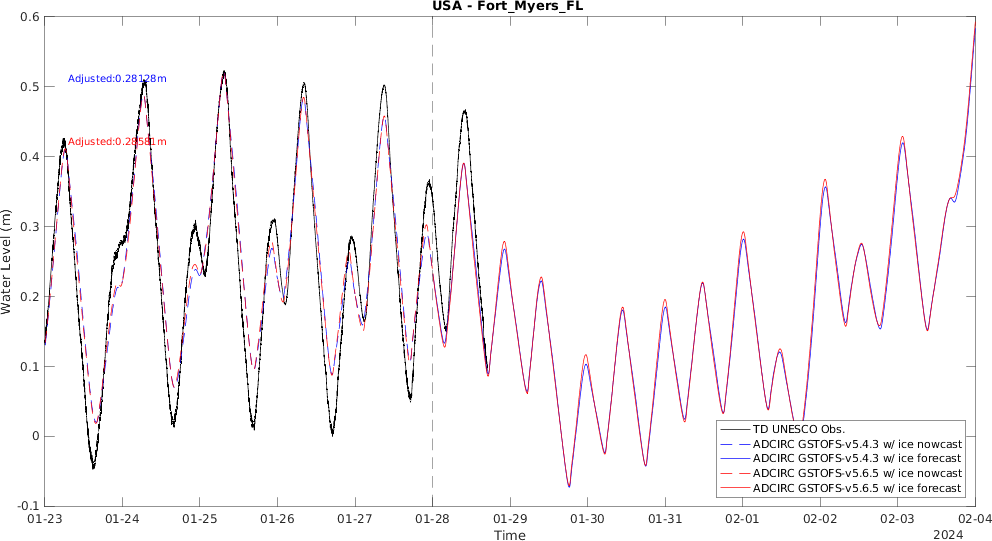 USA - Fort_Myers_FL
0.6
0.5
0.4
0.3
0.2
0.1
0
-0.1
Water Level (m)
Adjusted:0.28128m
Adjusted:0.28581m
TD UNESCO Obs.
ADCIRC GSTOFS-v5.4.3 w/ ice nowcast
ADCIRC GSTOFS-v5.4.3 w/ ice forecast
ADCIRC GSTOFS-v5.6.5 w/ ice nowcast
ADCIRC GSTOFS-v5.6.5 w/ ice forecast
01-23 01-24 01-25 01-26 01-27 01-28 01-29 01-30 01-31 02-01 02-02 02-03 02-04
Time
2024